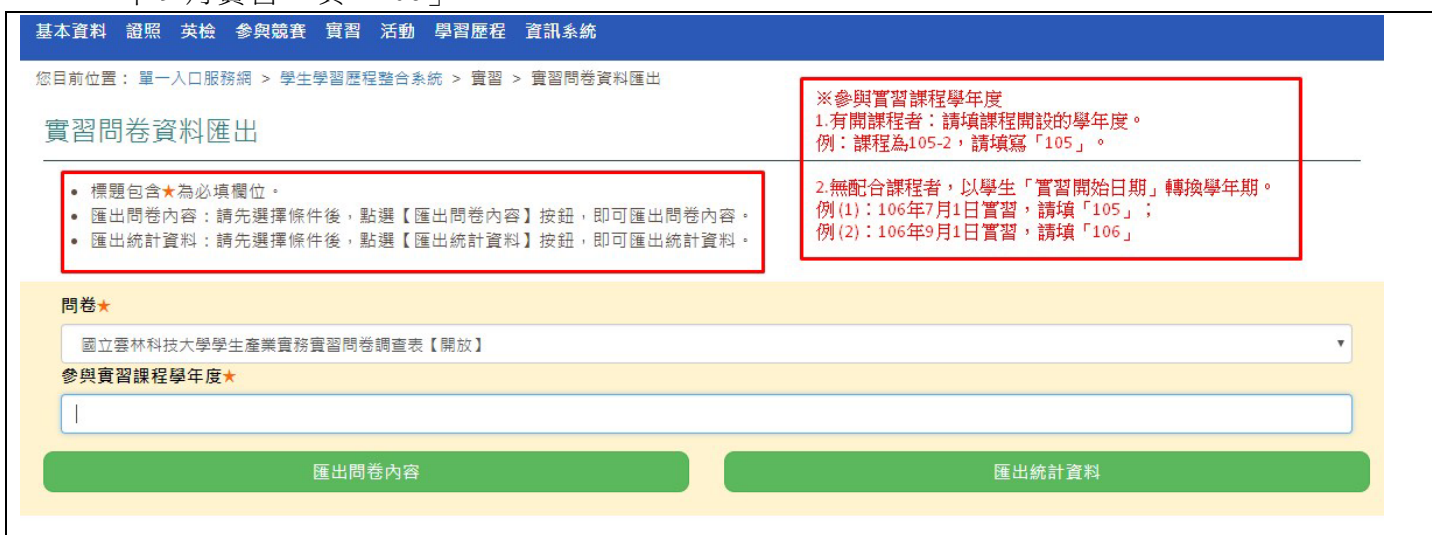 基本資料 證照 英檢 參與競賽 實習 活動 學習歷程 資訊系統
您目前位置： 單一入口服務網 > 學生學習歷程整合系統 > 實習 > 實習問卷資料匯出
實習問卷資料匯出
• 標題包含★為必填欄位。
• 匯出問卷內容：請先選擇條件後，點選【匯出問卷內容】按鈕，即可匯出問卷內容。
• 匯出統計資料：請先選擇條件後，點選【匯出統計資料】按鈕，即可匯出統計資料。
※參與實習課程學年度
1.有開課程者：請填課程開設的學年度。
例：課程為105-2，請填寫「105」。
2.無配合課程者，以學生「實習開始日期」轉換學年期。
例(1)：106年7月1日實習，請填「105」；
例(2)：106年9月1日實習，請填「106」
問卷★
國立雲林科技大學學生產業實務實習問卷調查表【開放】
參與實習課程學年度★
匯出問卷內容
匯出統計資料